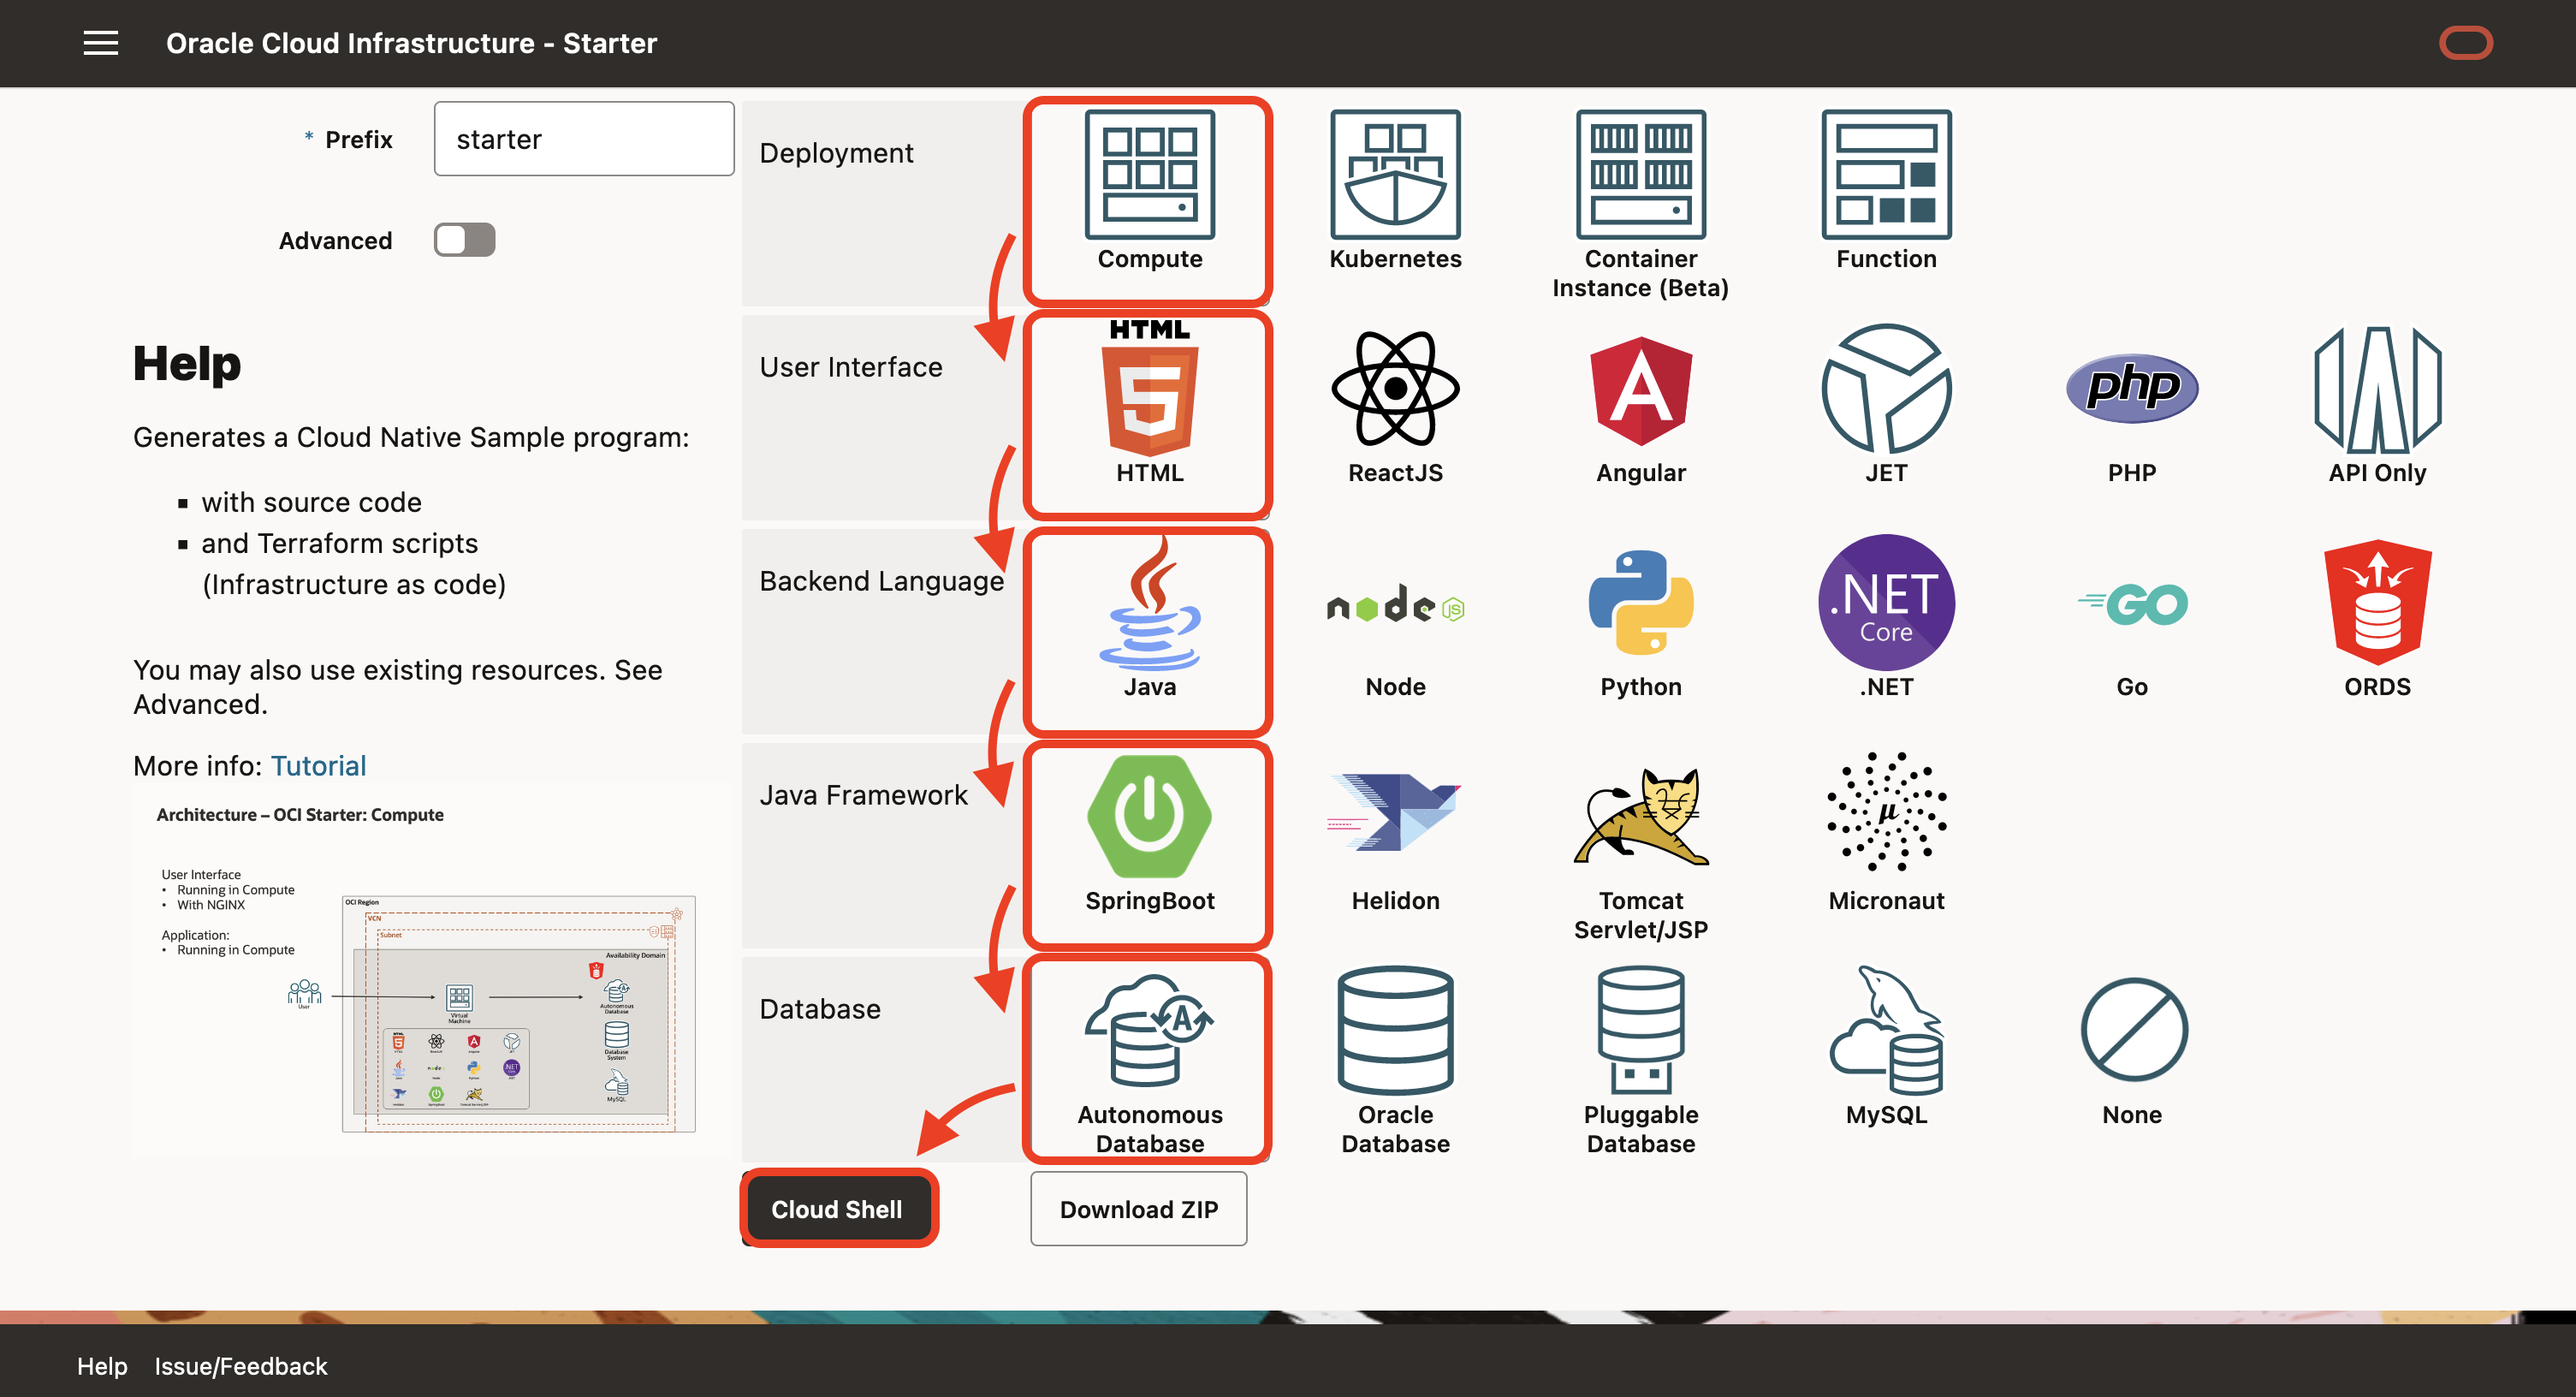 Oracle Cloud Infrastructure - Starter
* Prefix
starter
Advanced
Help
Generates a Cloud Native Sample program:
▪ with source code
▪ and Terraform scripts
(Infrastructure as code)
You may also use existing resources. See
Advanced.
More info: Tutorial
Architecture – OCI Starter: Compute
User Interface
• Running in Compute
• With NGINX
Application:
• Running in Compute
OCI Region
VCN
Subnet
Availability Domain
User
Virtual
Machine
Autonomous
Database
Database
System
MySQL
Deployment
Compute
Kubernetes
Container
Instance (Beta)
Function
User Interface
HTML
5
HTML
ReactJS
A
Angular
JET
php
PHP
API Only
Backend Language
Java
node
JS
Node
Python
.NET
Core
.NET
GO
Go
ORDS
Java Framework
SpringBoot
Helidon
Tomcat
Servlet/JSP
μ
Micronaut
Database
A
Autonomous
Database
Oracle
Database
Pluggable
Database
MySQL
None
Cloud Shell
Download ZIP
Help
Issue/Feedback